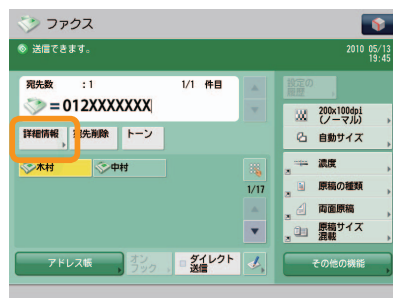 ファクス
送信できます。
2010 05/13
19:45
宛先数 :1 1/1 件目
=012XXXXXXX
詳細情報 宛先削除 トーン
木村 中村
1/17
アドレス帳
オン
フック
ダイレクト
送信
設定の
履歴
200x100dpi
(ノーマル)
自動サイズ
濃度
原稿の種類
両面原稿
原稿サイズ
混載
その他の機能